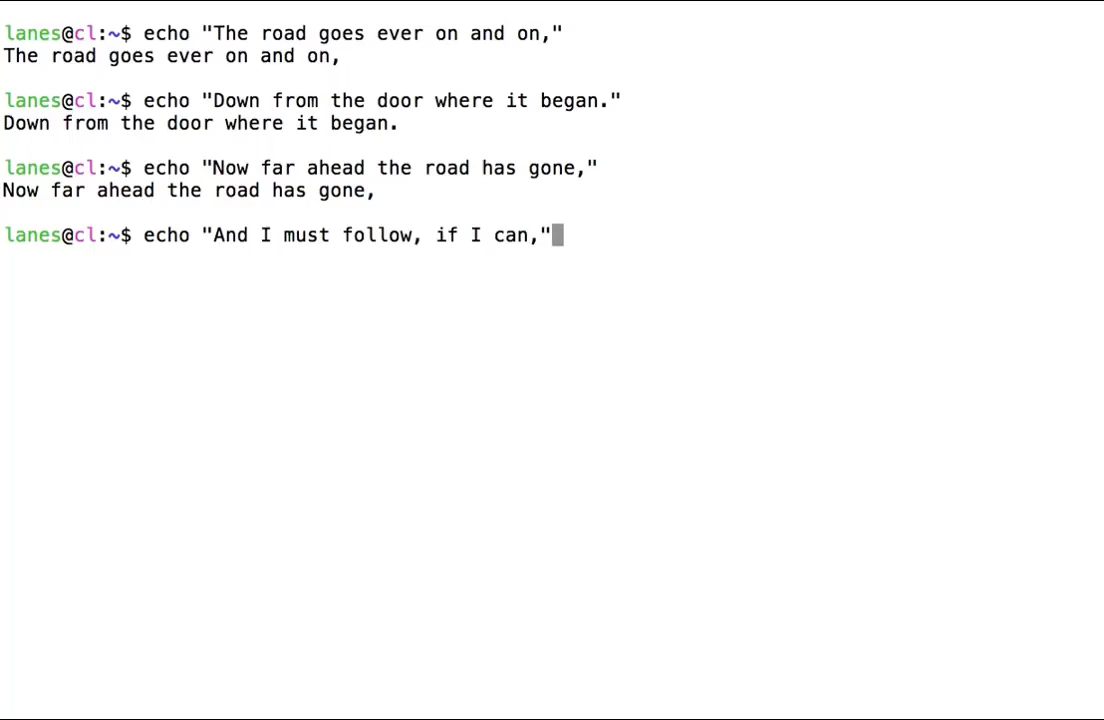 lanes@cl:~$ echo "The road goes ever on and on,"
The road goes ever on and on,
lanes@cl:~$ echo "Down from the door where it began."
Down from the door where it began.
lanes@cl:~$ echo "Now far ahead the road has gone,"
Now far ahead the road has gone,
lanes@cl:~$ echo "And I must follow, if I can,"